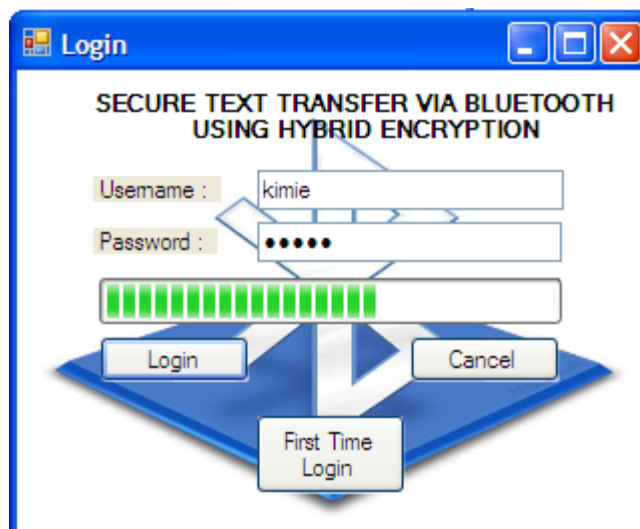 Login
SECURE TEXT TRANSFER VIA BLUETOOTH
USING HYBRID ENCRYPTION
Username : kimie
Password : ●●●●●
Login Cancel
First Time
Login